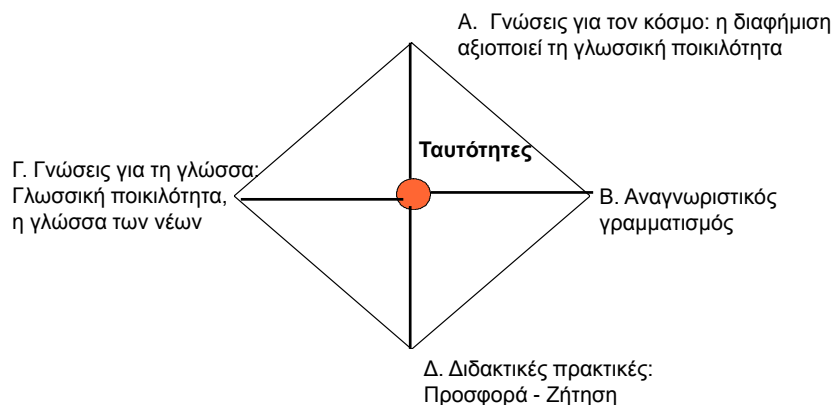 Α. Γνώσεις για τον κόσμο: η διαφήμιση
αξιοποιεί τη γλωσσική ποικιλότητα
Ταυτότητες
Γ. Γνώσεις για τη γλώσσα:
Γλωσσική ποικιλότητα,
η γλώσσα των νέων
Β. Αναγνωριστικός
γραμματισμός
Δ. Διδακτικές πρακτικές:
Προσφορά - Ζήτηση